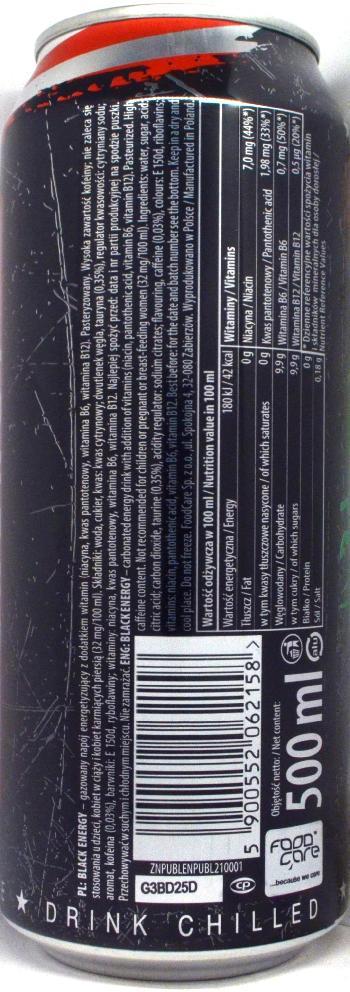 PL: BLACK ENERGY – gazowany napój energetyzujący z dodatkiem witamin (niacyna, kwas pantotenowy, witamina B6, witamina B12). Pasteryzowany. Wysoka zawartość kofeiny; nie zaleca się
stosowania u dzieci, kobiet w ciąży i kobiet karmiących piersią (32 mg/100 ml). Składniki: woda, cukier, kwas: kwas cytrynowy; dwutlenek węgla, tauryna (0,35%), regulator kwasowości: cytryniany sodu;
aromat, kofeina (0,03%), barwniki: E 150d, ryboflawiny; witaminy: niacyna, kwas pantotenowy, witamina B6, witamina B12. Najlepiej spożyć przed: data i nr partii produkcyjnej na spodzie puszki.
Przechowywać w suchym i chłodnym miejscu. Nie zamrażać. ENG: BLACK ENERGY – carbonated energy drink with addition of vitamins (niacin, pantothenic acid, vitamin B6, vitamin B12). Pasteurized. High
caffeine content. Not recommended for children or pregnant or breast-feeding women (32 mg/100 ml). Ingredients: water, sugar, acid:
citric acid; carbon dioxide, taurine (0,35%), acidity regulator: sodium citrates; flavouring, caffeine (0,03%), colours: E 150d, riboflavins;
vitamins: niacin, pantothenic acid, vitamin B6, vitamin B12. Best before: for the date and batch number see the bottom. Keep in a dry and
cool place. Do not freeze. FoodCare Sp. z o.o., ul. Spokojna 4, 32-080 Zabierzów. Wyprodukowano w Polsce / Manufactured in Poland.
Wartość odżywcza w 100 ml / Nutrition value in 100 ml
Wartość energetyczna / Energy 180 kJ / 42 kcal
Tłuszcz / Fat 0 g
w tym kwasy tłuszczowe nasycone / of which saturates 0 g
Węglowodany / Carbohydrate 9,9 g
w tym cukry / of which sugars 9,9 g
Białko / Protein 0 g
Sól / Salt 0,18 g
Witaminy / Vitamins
Niacyna / Niacin 7,0 mg (44%*)
Kwas pantotenowy / Pantothenic acid 1,98 mg (33%*)
Witamina B6 / Vitamin B6 0,7 mg (50%*)
Witamina B12 / Vitamin B12 0,5 µg (20%*)
* Dzienne referencyjne wartości spożycia witamin
i składników mineralnych dla osoby dorosłej /
Nutrient Reference Values
5 900552 062158 >
ZNPUBLENPUBL210001
G3BD25D
CP
Objętość netto: / Net content:
500 ml e
alu
FOOD
care
...because we care
★ DRINK CHILLED ★